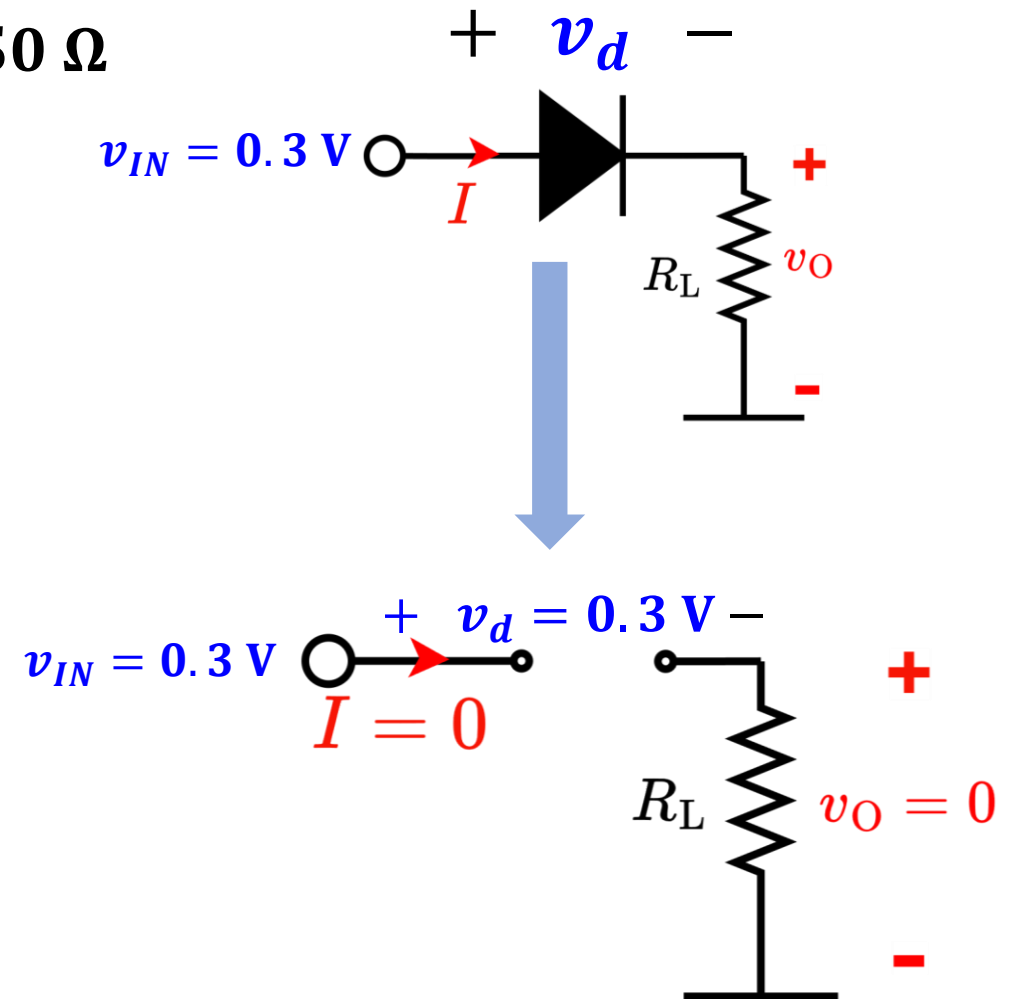 50 Ω
+ v_d −
v_IN = 0.3 V
I
+
R_L
v_O
-
+ v_d = 0.3 V −
v_IN = 0.3 V
I = 0
+
R_L
v_O = 0
-